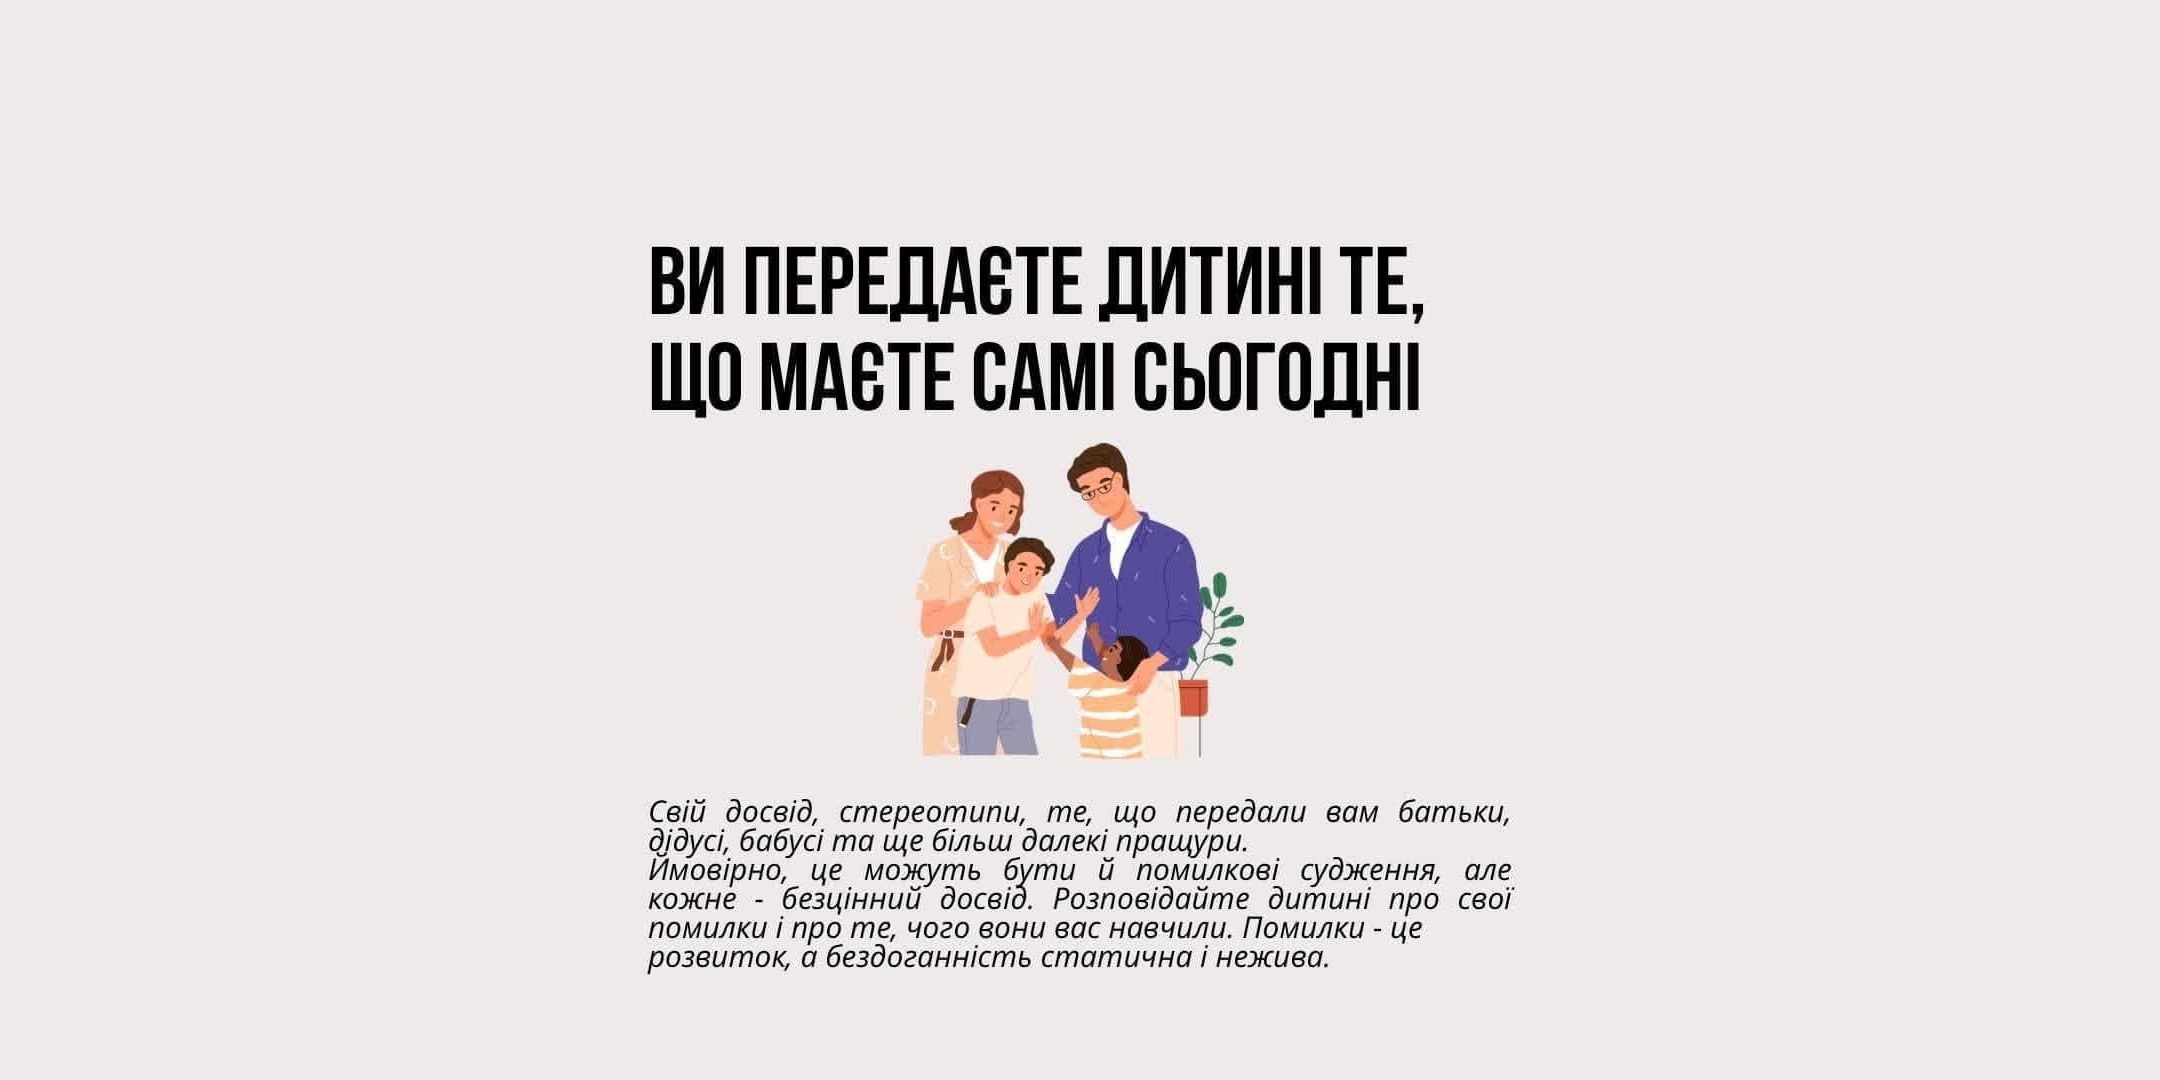 ВИ ПЕРЕДАЄТЕ ДИТИНІ ТЕ,
ЩО МАЄТЕ САМІ СЬОГОДНІ
Свій досвід, стереотипи, те, що передали вам батьки,
дідусі, бабусі та ще більш далекі пращури.
Ймовірно, це можуть бути й помилкові судження, але
кожне - безцінний досвід. Розповідайте дитині про свої
помилки і про те, чого вони вас навчили. Помилки - це
розвиток, а бездоганність статична і нежива.